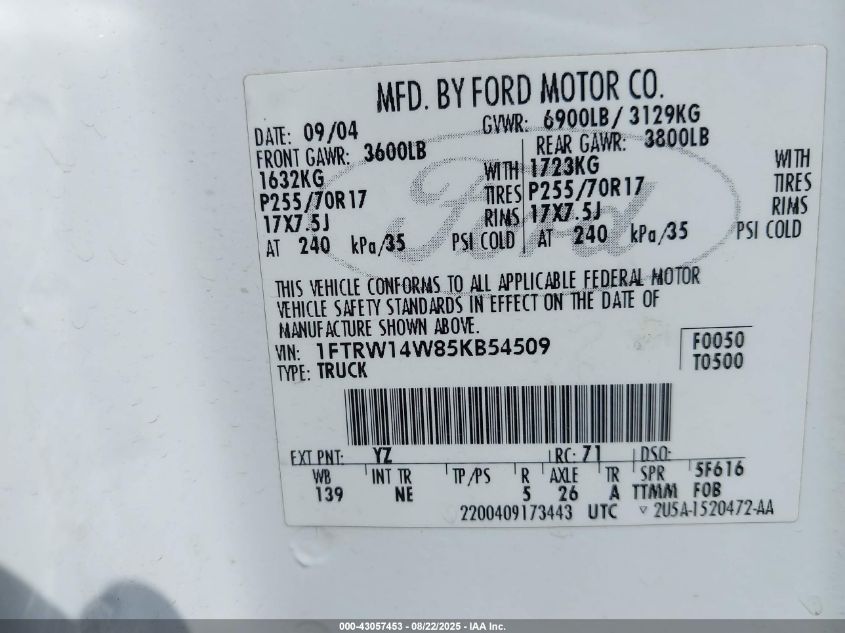 MFD. BY FORD MOTOR CO.
DATE: 09/04 GVWR: 6900LB/ 3129KG
FRONT GAWR: 3600LB REAR GAWR: 3800LB
1632KG WITH 1723KG WITH
P255/70R17 TIRES P255/70R17 TIRES
17X7.5J RIMS 17X7.5J RIMS
AT 240 kPa/35 PSI COLD AT 240 kPa/35 PSI COLD
Ford
THIS VEHICLE CONFORMS TO ALL APPLICABLE FEDERAL MOTOR
VEHICLE SAFETY STANDARDS IN EFFECT ON THE DATE OF
MANUFACTURE SHOWN ABOVE.
VIN: 1FTRW14W85KB54509 F0050
TYPE: TRUCK T0500
EXT PNT: YZ RC: 71 DSO:
WB INT TR TP/PS R AXLE TR SPR 5F616
139 NE 5 26 A TTMM FOB
2200409173443 UTC ▽ 2U5A-1520472-AA
000-43057453 - 08/22/2025 - IAA Inc.